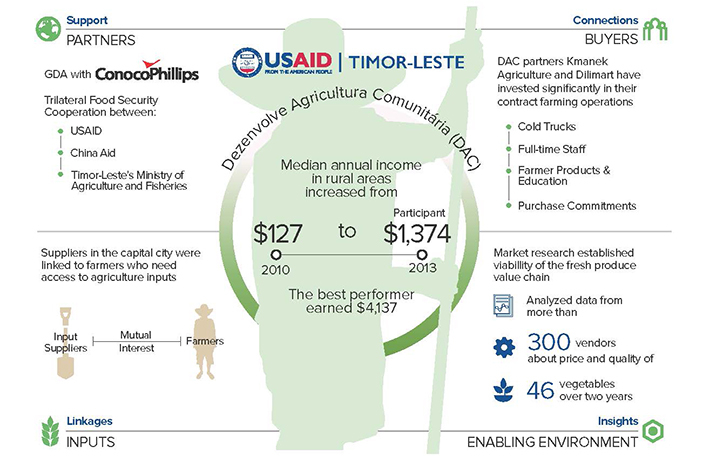 Support
PARTNERS
GDA with ConocoPhillips
Trilateral Food Security
Cooperation between:
USAID
China Aid
Timor-Leste's Ministry of
Agriculture and Fisheries
USAID | TIMOR-LESTE
FROM THE AMERICAN PEOPLE
Connections
BUYERS
DAC partners Kmanek
Agriculture and Dilimart have
invested significantly in their
contract farming operations
Cold Trucks
Full-time Staff
Farmer Products &
Education
Purchase Commitments
Dezenvolve Agricultura Comunitária (DAC)
Median annual income
in rural areas
increased from
Participant
$127 to $1,374
2010 2013
The best performer
earned $4,137
Suppliers in the capital city were
linked to farmers who need
access to agriculture inputs
Input
Suppliers
Mutual
Interest
Farmers
Market research established
viability of the fresh produce
value chain
Analyzed data from
more than
300 vendors
about price and quality of
46 vegetables
over two years
Linkages
INPUTS
Insights
ENABLING ENVIRONMENT